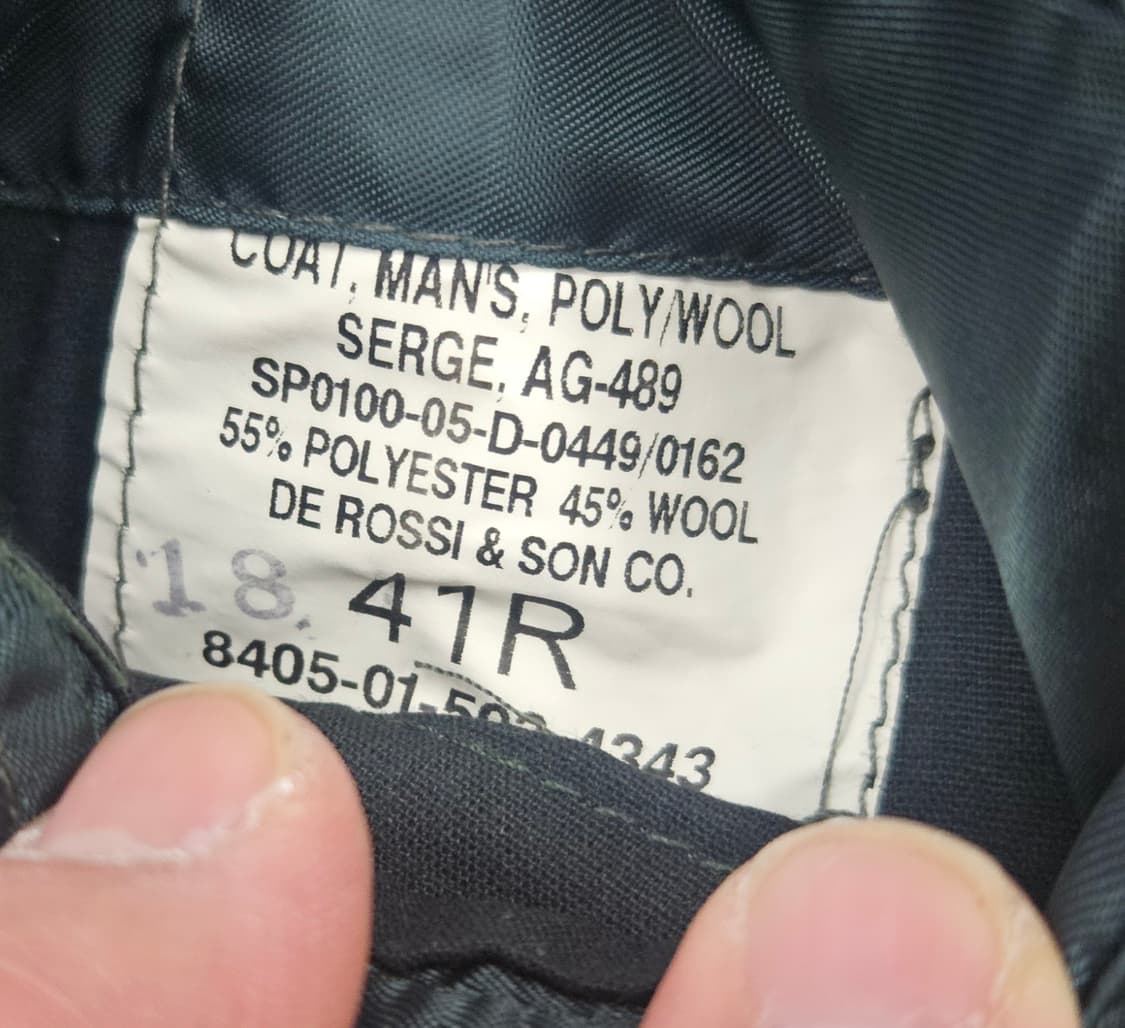 COAT, MAN'S, POLY/WOOL
SERGE, AG-489
SP0100-05-D-0449/0162
55% POLYESTER 45% WOOL
DE ROSSI & SON CO.
18 41R
8405-01- 4343